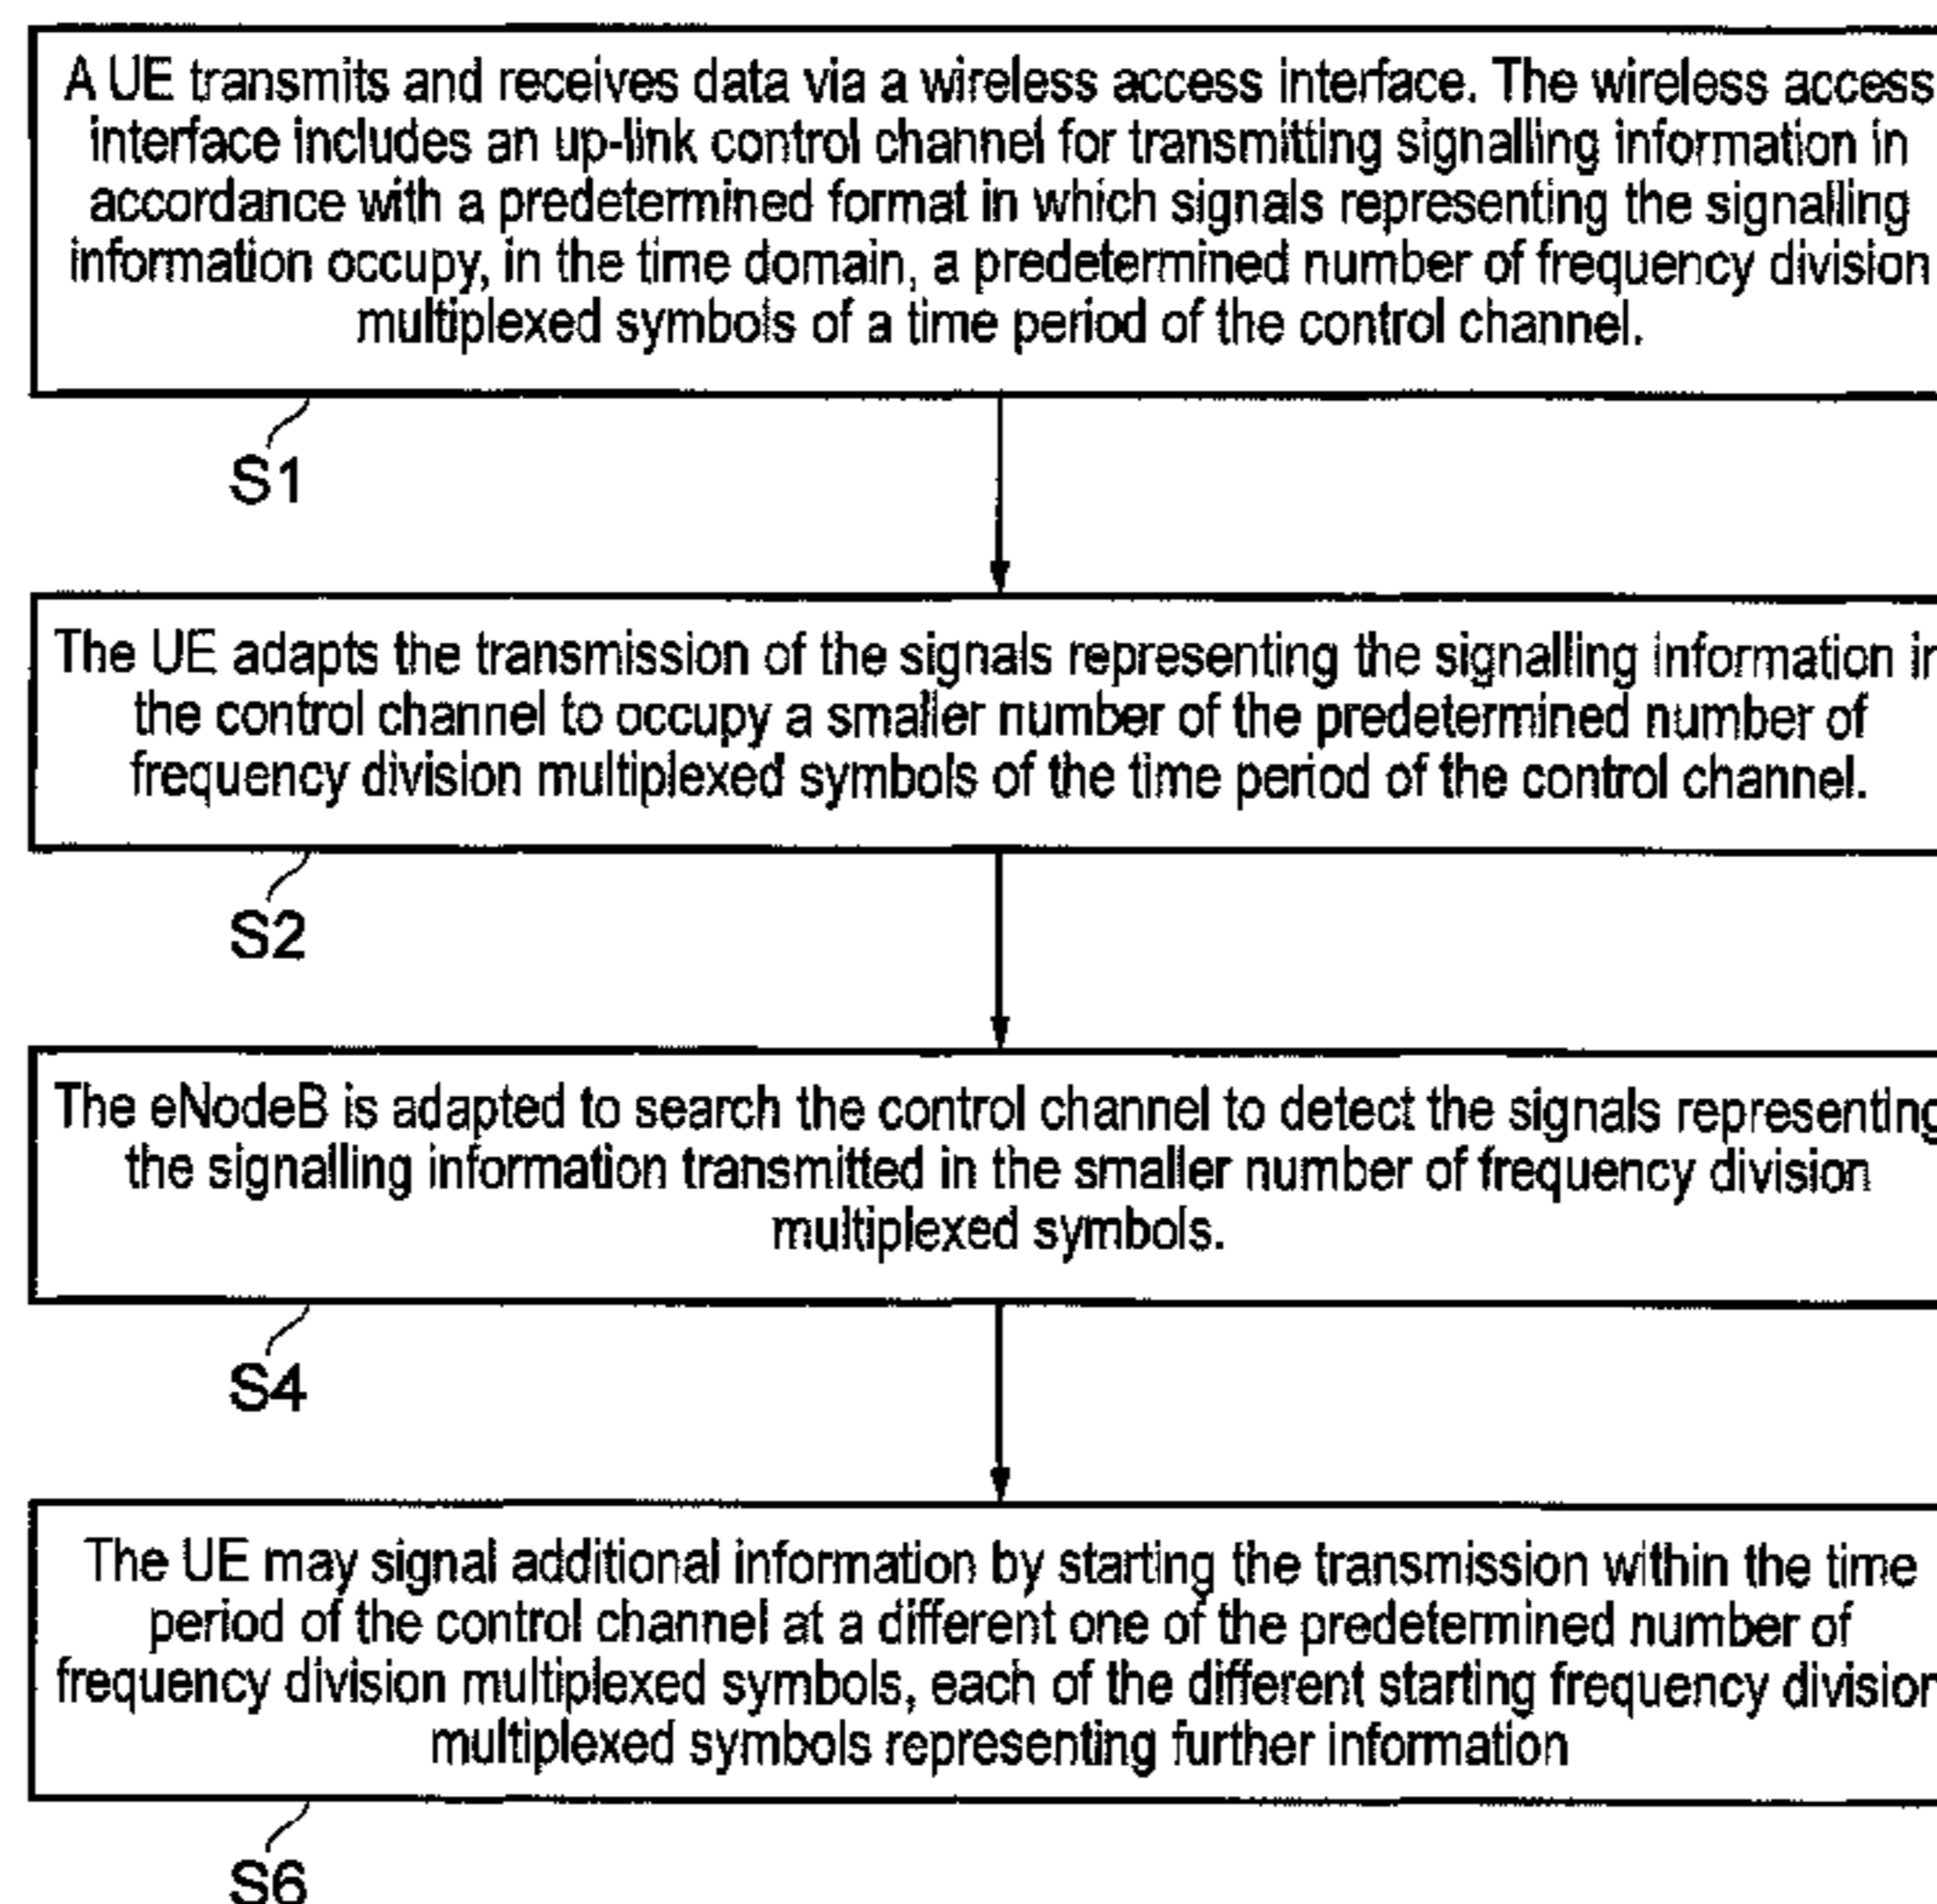 A UE transmits and receives data via a wireless access
interface includes an up-link control channel for transmitting signalling information in
accordance with a predetermined format in which signals representing the signalling
information occupy, in the time domain, a predetermined number of frequency division
multiplexed symbols of a time period of the control channel.
S1
The UE adapts the transmission of the signals representing the signalling information in
the control channel to occupy a smaller number of the predetermined number of
frequency division multiplexed symbols of the time period of the control channel.
S2
The eNodeB is adapted to search the control channel to detect the signals representing
the signalling information transmitted in the smaller number of frequency division
multiplexed symbols.
S4
The UE may signal additional information by starting the transmission within the time
period of the control channel at a different one of the predetermined number of
frequency division multiplexed symbols, each of the different starting frequency division
multiplexed symbols representing further information
S6